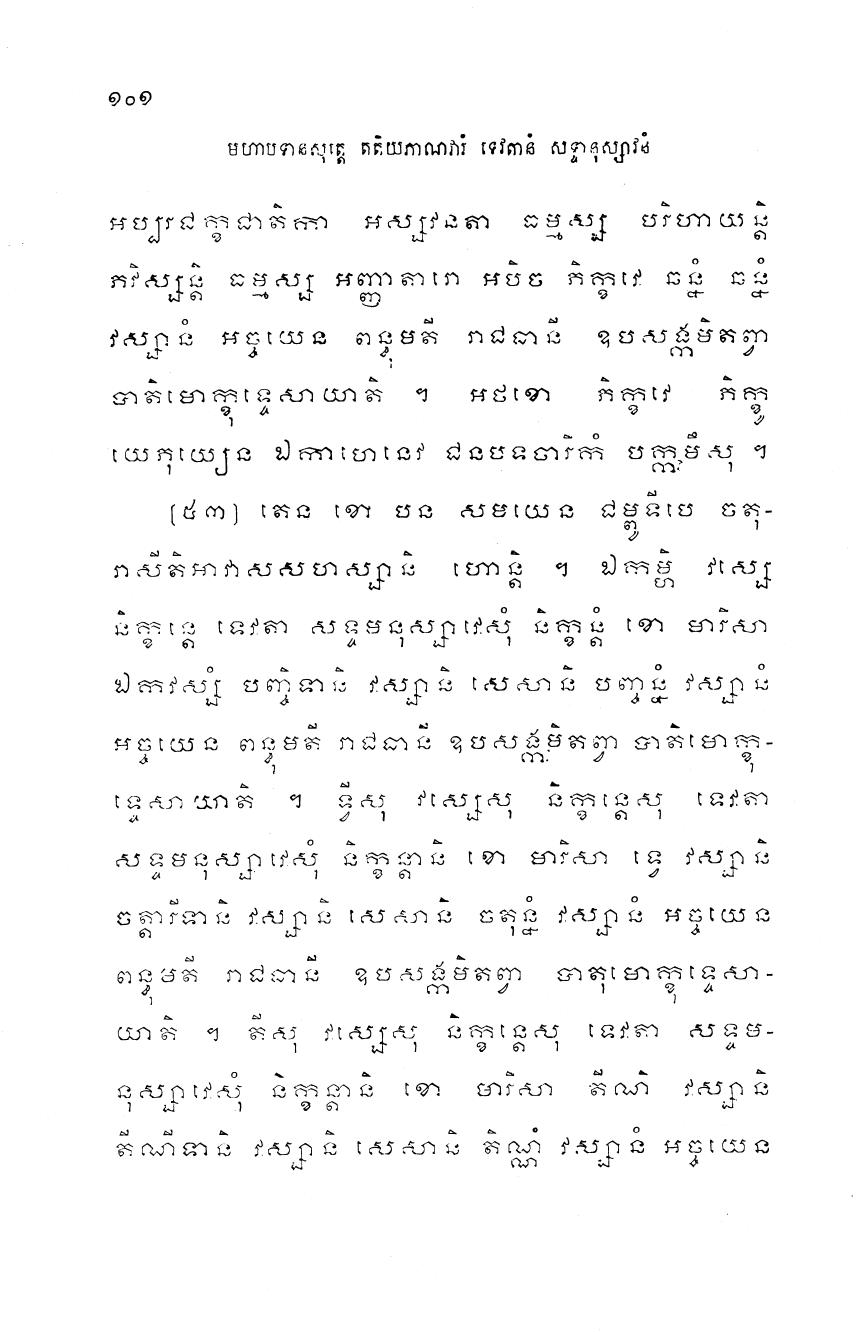 ១០១
មហាបទានសុត្តេ តតិយភាណវារំ ទេវតានំ សទ្ទានុស្សាវនំ
អប្បរជក្ខជាតិកា អស្សវនតា ធម្មស្ស បរិហាយន្តិ
ភវិស្សន្តិ ធម្មស្ស អញ្ញាតារោ អបិច ភិក្ខវេ ឆន្នំ ឆន្នំ
វស្សានំ អច្ចយេន ពន្ធុមតី រាជធានី ឧបសង្កមិតព្វា
បាតិមោក្ខុទ្ទេសាយាតិ ។ អថខោ ភិក្ខវេ ភិក្ខូ
យេភុយ្យេន ឯកាហេនេវ ជនបទចារិកំ បក្កមឹសុ ។
[៥៣] តេន ខោ បន សមយេន ជម្ពូទីបេ ចតុ-
រាសីតិអាវាសសហស្សានិ ហោន្តិ ។ ឯកម្ហិ វស្សេ
និក្ខន្តេ ទេវតា សទ្ទមនុស្សាវេសុំ និក្ខន្តំ ខោ មារិសា
ឯកវស្សំ បញ្ចិទានិ វស្សានិ សេសានិ បញ្ចន្នំ វស្សានំ
អច្ចយេន ពន្ធុមតី រាជធានី ឧបសង្កមិតព្វា បាតិមោក្ខុ-
ទ្ទេសាយាតិ ។ ទ្វីសុ វស្សេសុ និក្ខន្តេសុ ទេវតា
សទ្ទមនុស្សាវេសុំ និក្ខន្តានិ ខោ មារិសា ទ្វេ វស្សានិ
ចត្តារីទានិ វស្សានិ សេសានិ ចតុន្នំ វស្សានំ អច្ចយេន
ពន្ធុមតី រាជធានី ឧបសង្កមិតព្វា បាតុមោក្ខុទ្ទេសា-
យាតិ ។ តីសុ វស្សេសុ និក្ខន្តេសុ ទេវតា សទ្ទម-
នុស្សាវេសុំ និក្ខន្តានិ ខោ មារិសា តីណិ វស្សានិ
តីណីទានិ វស្សានិ សេសានិ តិណ្ណំ វស្សានំ អច្ចយេន